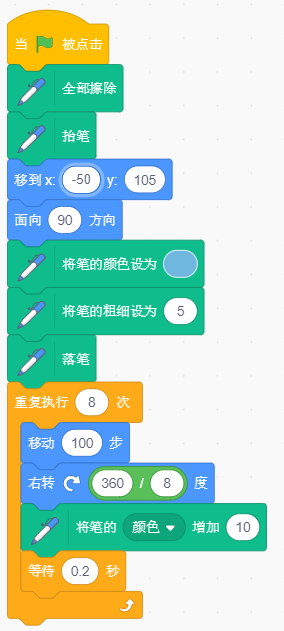 当 被点击
全部擦除
抬笔
移到 x: -50 y: 105
面向 90 方向
将笔的颜色设为
将笔的粗细设为 5
落笔
重复执行 8 次
移动 100 步
右转 360 / 8 度
将笔的 颜色 增加 10
等待 0.2 秒